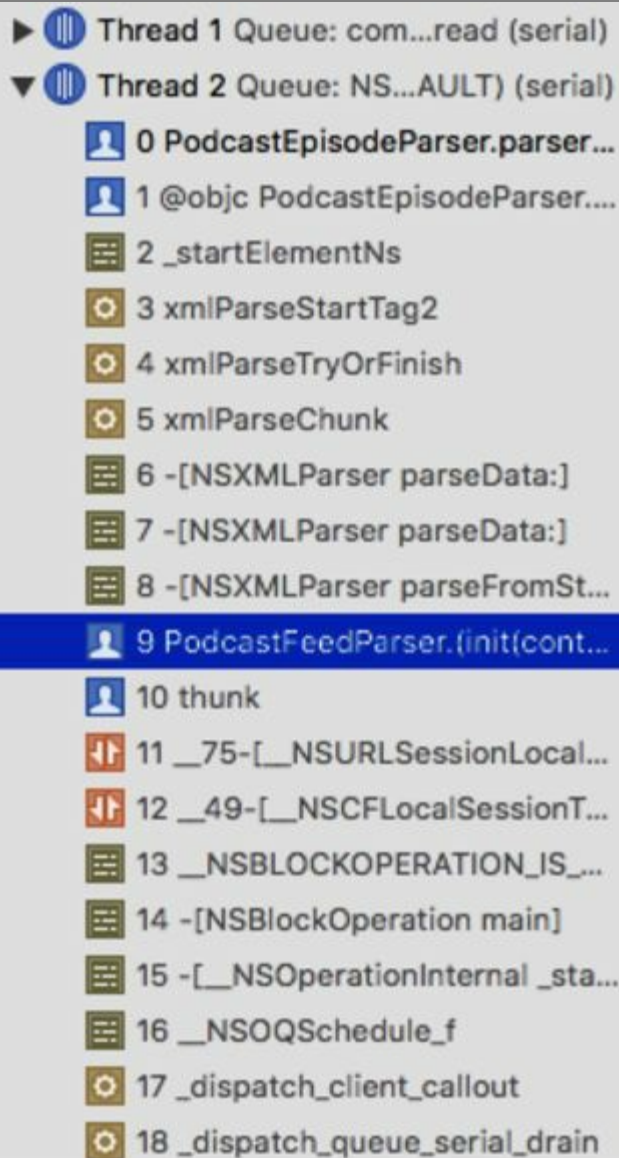 Thread 1 Queue: com...read (serial)
Thread 2 Queue: NS...AULT) (serial)
0 PodcastEpisodeParser.parser...
1 @objc PodcastEpisodeParser....
2 _startElementNs
3 xmlParseStartTag2
4 xmlParseTryOrFinish
5 xmlParseChunk
6 -[NSXMLParser parseData:]
7 -[NSXMLParser parseData:]
8 -[NSXMLParser parseFromSt...
9 PodcastFeedParser.(init(cont...
10 thunk
11 __75-[__NSURLSessionLocal...
12 __49-[__NSCFLocalSessionT...
13 __NSBLOCKOPERATION_IS_...
14 -[NSBlockOperation main]
15 -[__NSOperationInternal _sta...
16 __NSOQSchedule_f
17 _dispatch_client_callout
18 _dispatch_queue_serial_drain